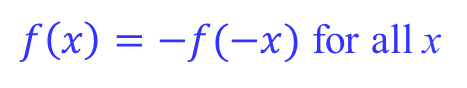 f(x) = −f(−x) for all x